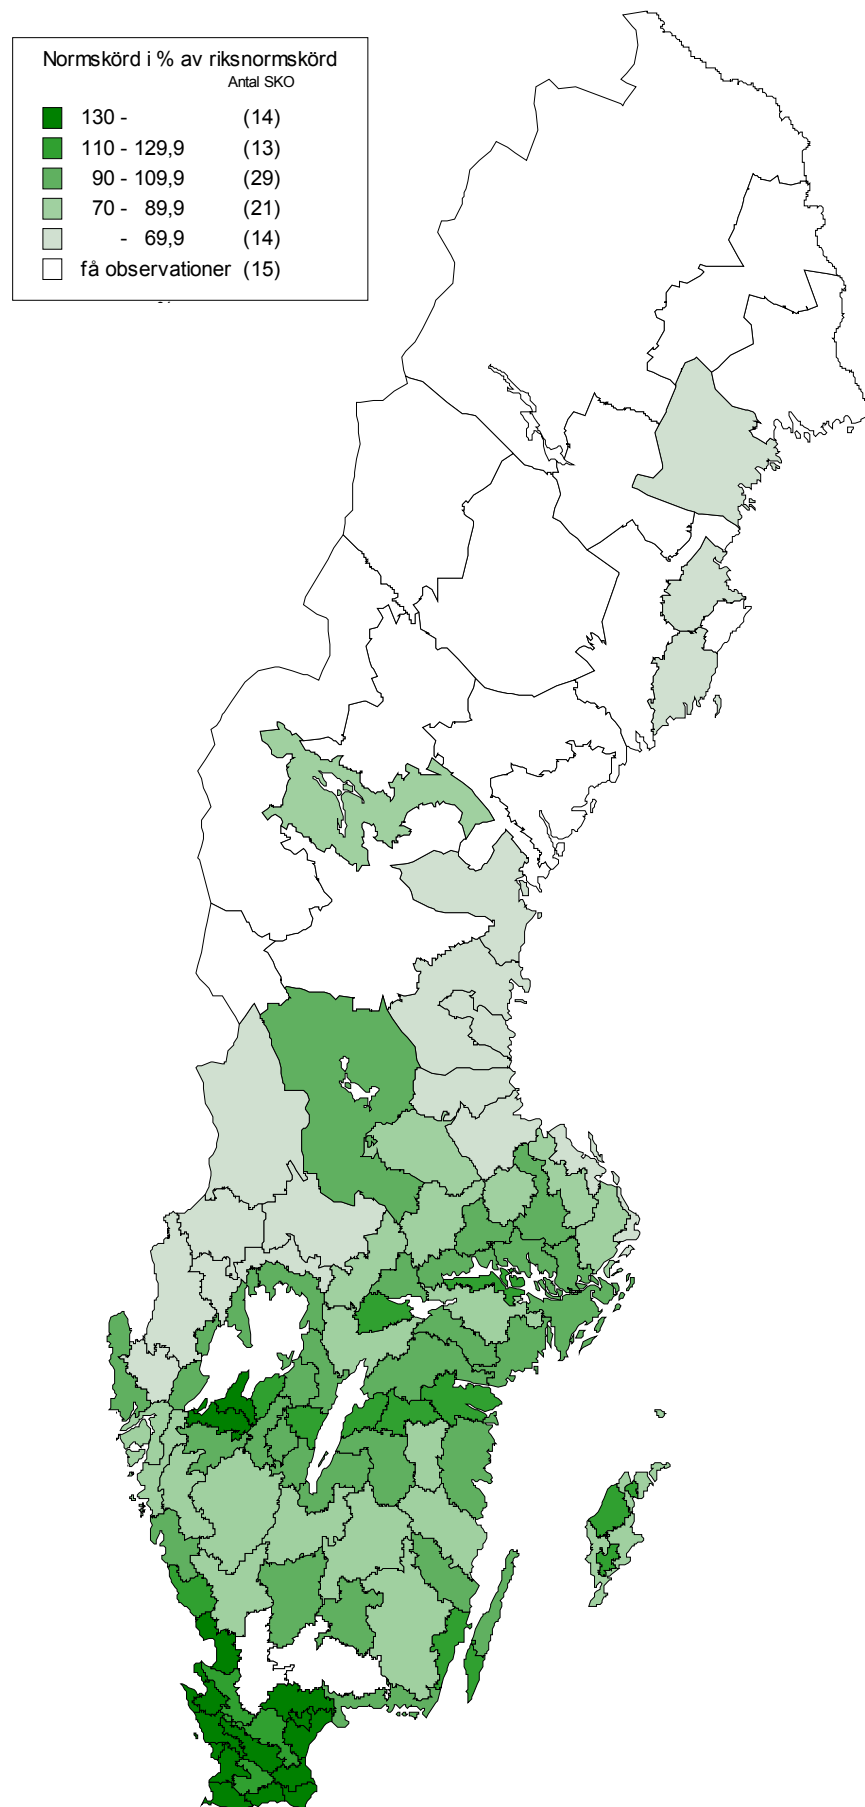 Normskörd i % av riksnormskörd
Antal SKO
130 - (14)
110 - 129,9 (13)
90 - 109,9 (29)
70 - 89,9 (21)
- 69,9 (14)
få observationer (15)